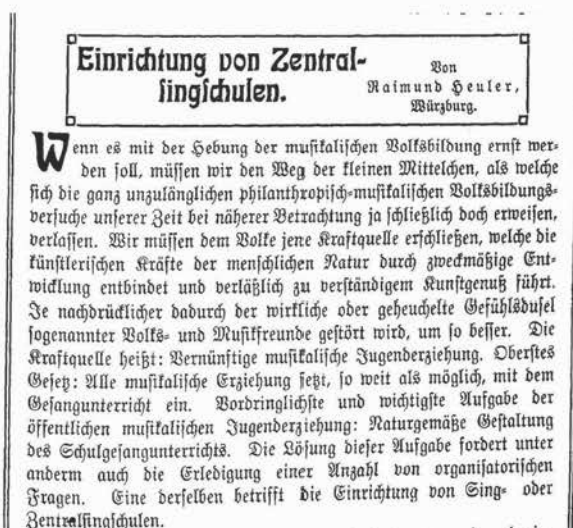 Einrichtung von Zentral-
singschulen.
Von
Raimund Heuler,
Würzburg.
Wenn es mit der Hebung der musikalischen Volksbildung ernst wer-
den soll, müssen wir den Weg der kleinen Mittelchen, als welche
sich die ganz unzulänglichen philanthropisch-musikalischen Volksbildungs-
versuche unserer Zeit bei näherer Betrachtung ja schließlich doch erweisen,
verlassen. Wir müssen dem Volke jene Kraftquelle erschließen, welche die
künstlerischen Kräfte der menschlichen Natur durch zweckmäßige Ent-
wicklung entbindet und verläßlich zu verständigem Kunstgenuß führt.
Je nachdrücklicher dadurch der wirkliche oder geheuchelte Gefühlsdusel
sogenannter Volks- und Musikfreunde gestört wird, um so besser. Die
Kraftquelle heißt: Vernünftige musikalische Jugenderziehung. Oberstes
Gesetz: Alle musikalische Erziehung setzt, so weit als möglich, mit dem
Gesangunterricht ein. Vordringlichste und wichtigste Aufgabe der
öffentlichen musikalischen Jugenderziehung: Naturgemäße Gestaltung
des Schulgesangunterrichts. Die Lösung dieser Aufgabe fordert unter
anderm auch die Erledigung einer Anzahl von organisatorischen
Fragen. Eine derselben betrifft die Einrichtung von Sing- oder
Zentralsingschulen.